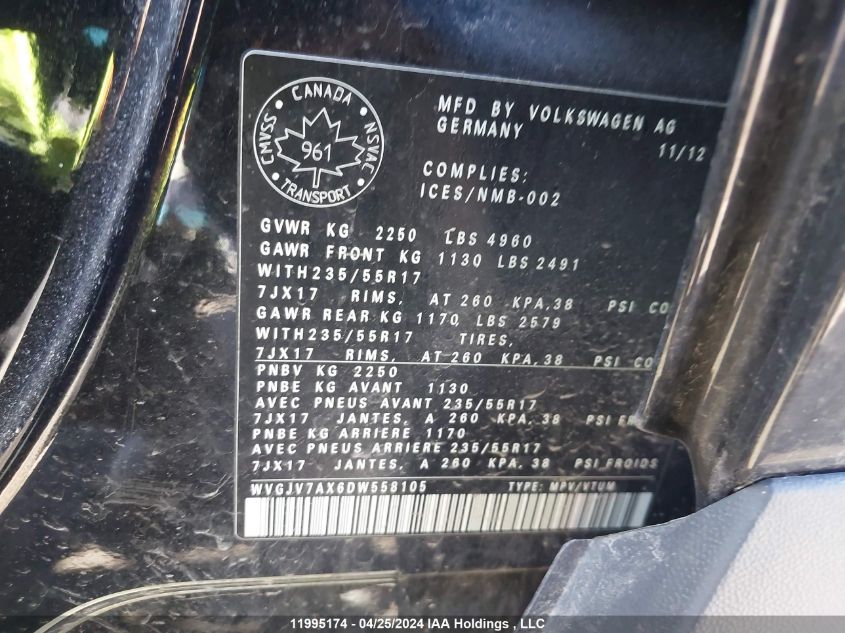 CANADA
CMVSS NSVAC
961
TRANSPORT
MFD BY VOLKSWAGEN AG
GERMANY
11/12
COMPLIES:
ICES/NMB-002
GVWR KG 2250 LBS 4960
GAWR FRONT KG 1130 LBS 2491
WITH235/55R17
7JX17 RIMS, AT 260 KPA,38 PSI CO
GAWR REAR KG 1170 LBS 2579
WITH235/55R17 TIRES,
7JX17 RIMS, AT 260 KPA,38 PSI CO
PNBV KG 2250
PNBE KG AVANT 1130
AVEC PNEUS AVANT 235/55R17
7JX17 JANTES, A 260 KPA,38 PSI FR
PNBE KG ARRIERE 1170
AVEC PNEUS ARRIERE 235/55R17
7JX17 JANTES, A 260 KPA,38 PSI FROIDS
WVGJV7AX6DW558105 TYPE: MPV/VTUM
11995174 - 04/25/2024 IAA Holdings , LLC